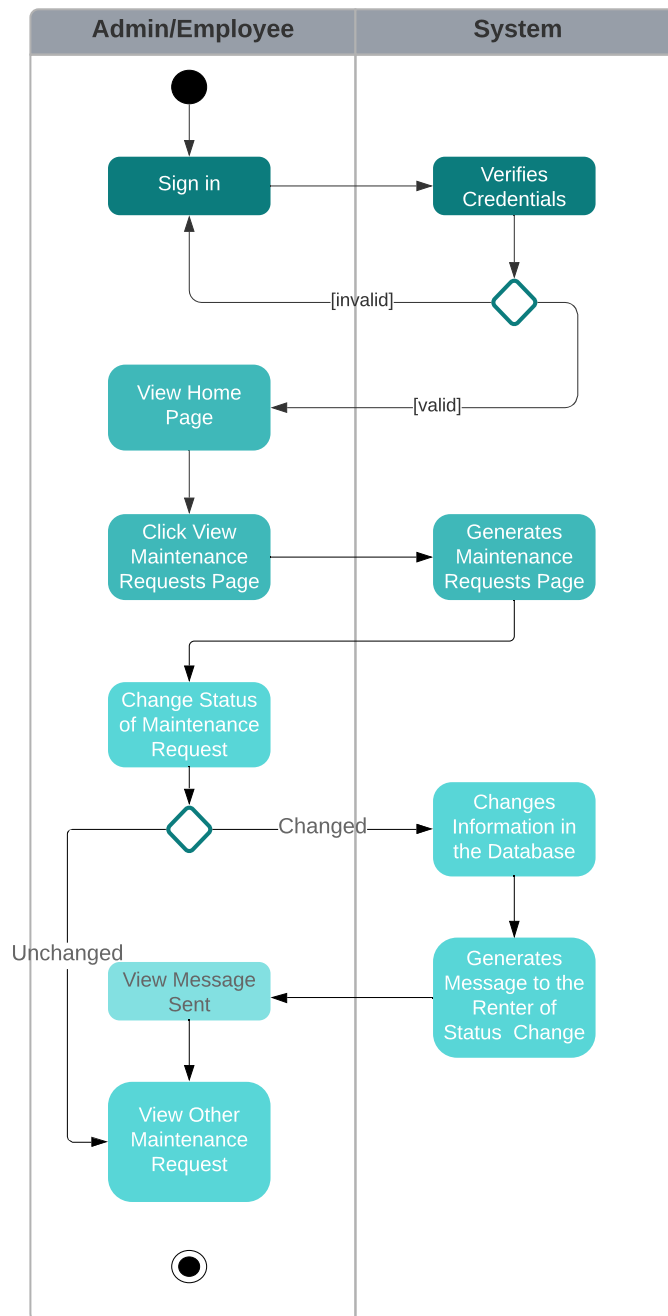 Admin/Employee
System
Sign in
Verifies
Credentials
[invalid]
View Home
Page
[valid]
Click View
Maintenance
Requests Page
Generates
Maintenance
Requests Page
Change Status
of Maintenance
Request
Changed
Changes
Information in
the Database
Unchanged
View Message
Sent
Generates
Message to the
Renter of
Status  Change
View Other
Maintenance
Request